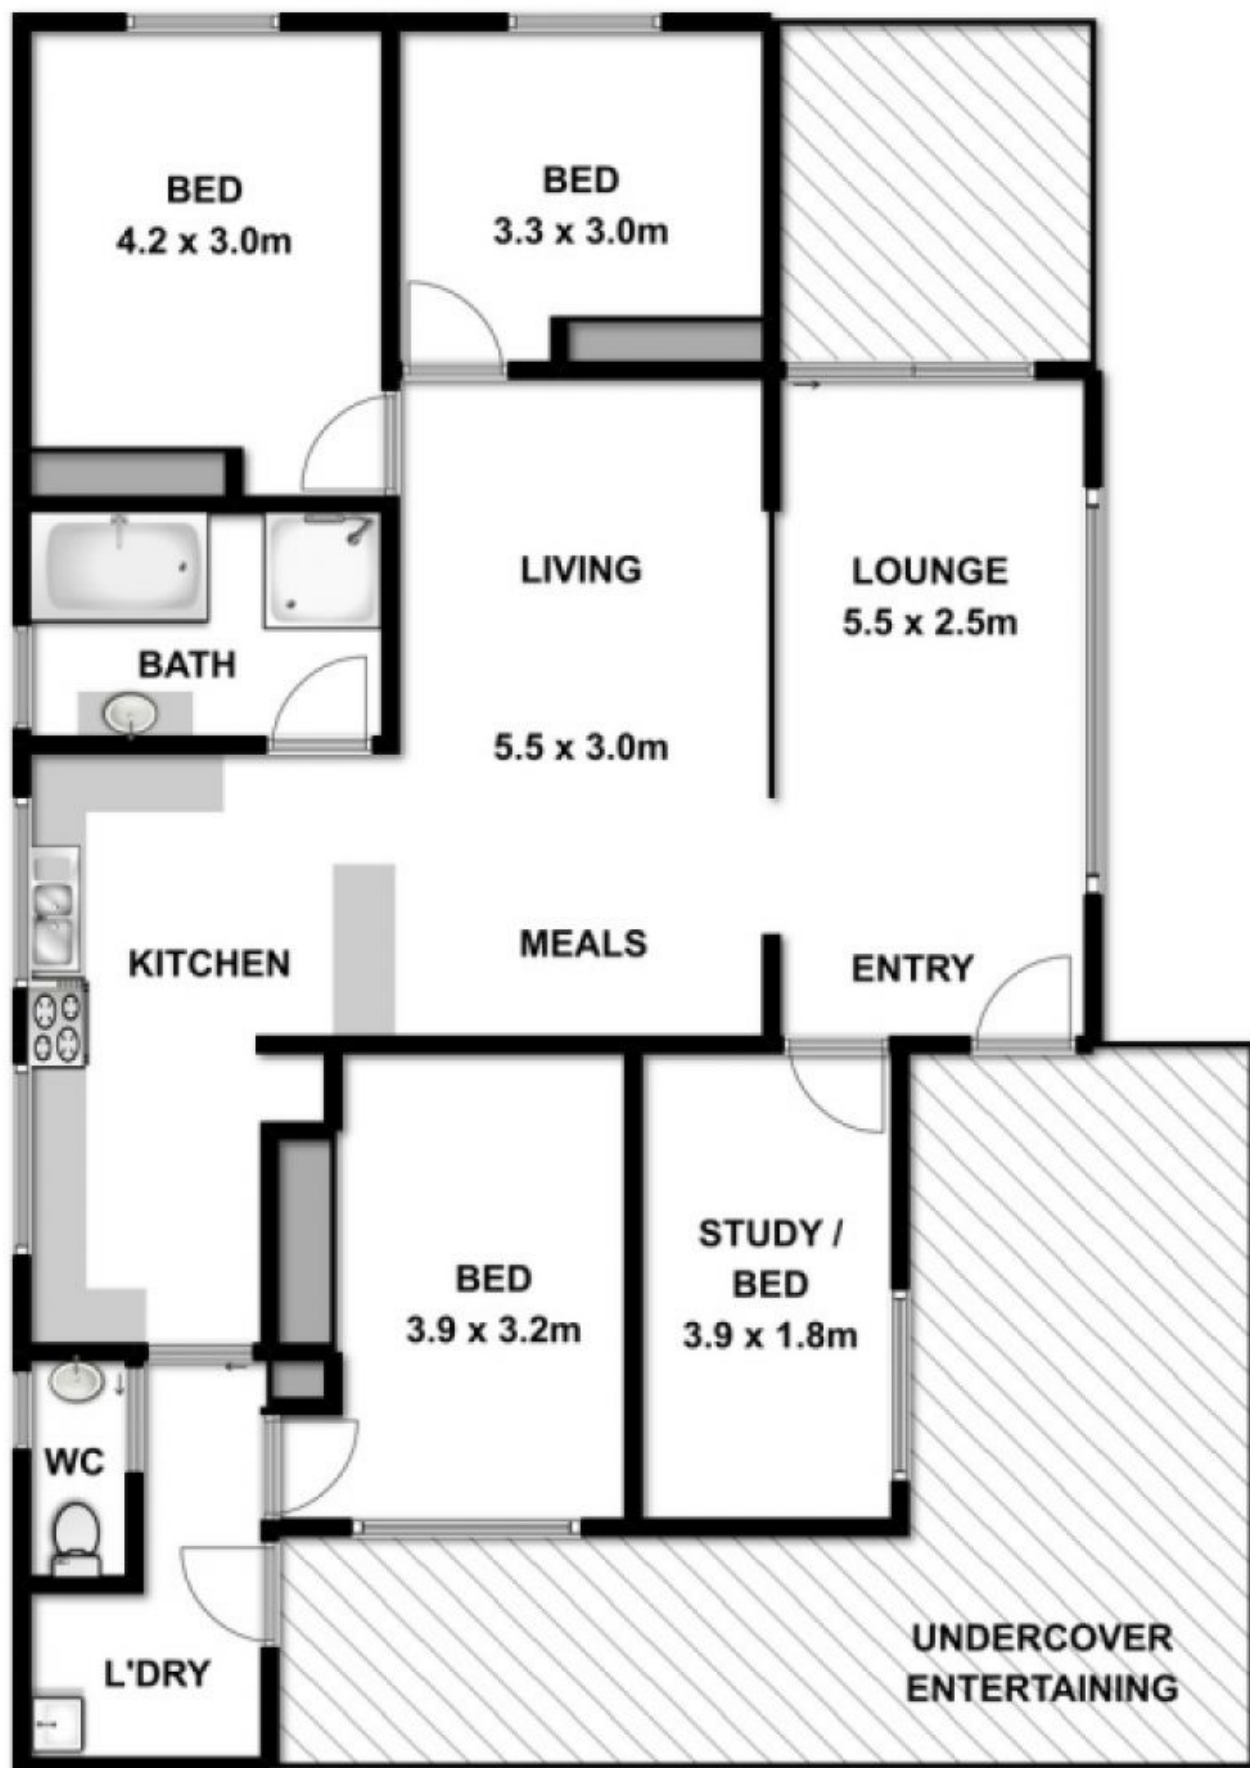 BED
4.2 x 3.0m
BED
3.3 x 3.0m
LIVING
5.5 x 3.0m
LOUNGE
5.5 x 2.5m
BATH
KITCHEN
MEALS
ENTRY
BED
3.9 x 3.2m
STUDY /
BED
3.9 x 1.8m
WC
L'DRY
UNDERCOVER
ENTERTAINING